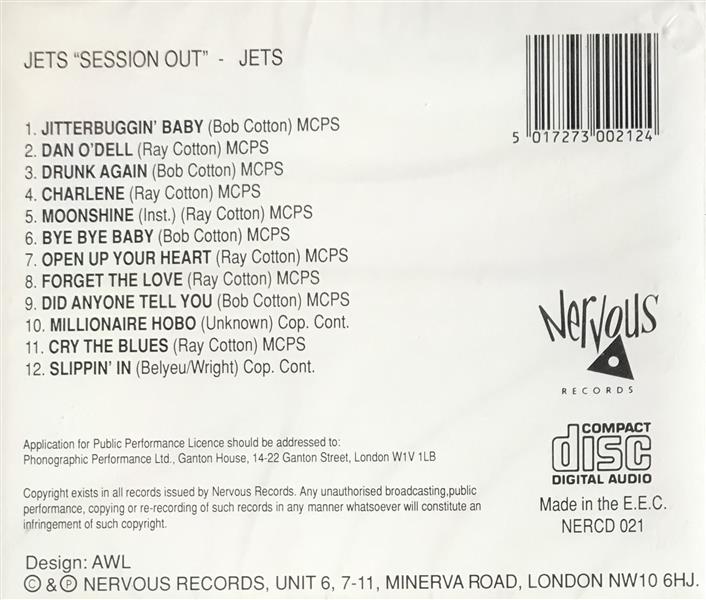 JETS "SESSION OUT" - JETS
5 017273 002124
1. JITTERBUGGIN' BABY (Bob Cotton) MCPS
2. DAN O'DELL (Ray Cotton) MCPS
3. DRUNK AGAIN (Bob Cotton) MCPS
4. CHARLENE (Ray Cotton) MCPS
5. MOONSHINE (Inst.) (Ray Cotton) MCPS
6. BYE BYE BABY (Bob Cotton) MCPS
7. OPEN UP YOUR HEART (Ray Cotton) MCPS
8. FORGET THE LOVE (Ray Cotton) MCPS
9. DID ANYONE TELL YOU (Bob Cotton) MCPS
10. MILLIONAIRE HOBO (Unknown) Cop. Cont.
11. CRY THE BLUES (Ray Cotton) MCPS
12. SLIPPIN' IN (Belyeu/Wright) Cop. Cont.
Nervous
RECORDS
Application for Public Performance Licence should be addressed to:
Phonographic Performance Ltd., Ganton House, 14-22 Ganton Street, London W1V 1LB
COMPACT
disc
DIGITAL AUDIO
Copyright exists in all records issued by Nervous Records. Any unauthorised broadcasting,public
performance, copying or re-recording of such records in any manner whatsoever will constitute an
infringement of such copyright.
Made in the E.E.C.
NERCD 021
Design: AWL
© & ℗ NERVOUS RECORDS, UNIT 6, 7-11, MINERVA ROAD, LONDON NW10 6HJ.